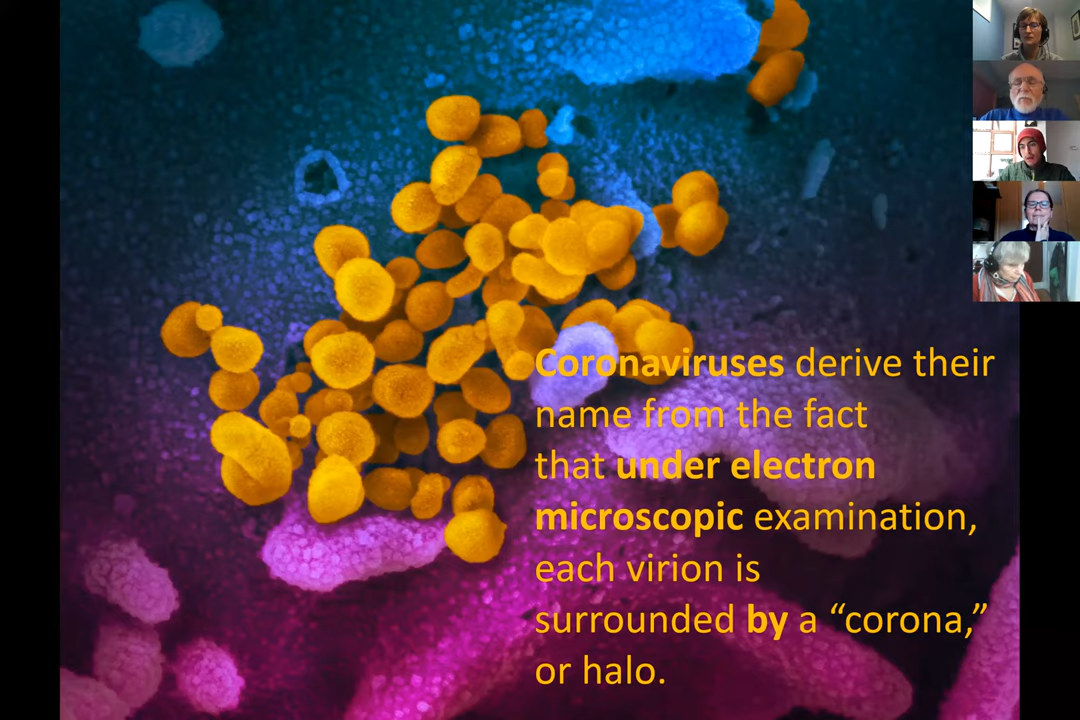 Coronaviruses derive their
name from the fact
that under electron
microscopic examination,
each virion is
surrounded by a “corona,”
or halo.